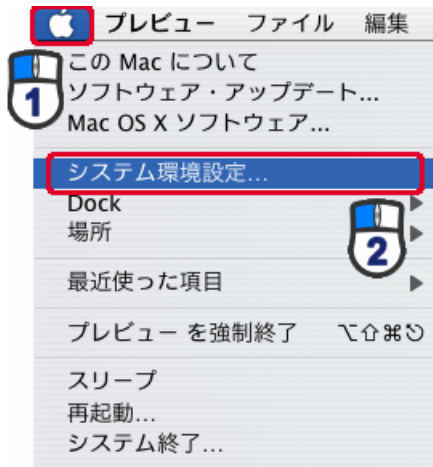 プレビュー ファイル 編集
この Mac について
1
ソフトウェア・アップデート...
Mac OS X ソフトウェア...
システム環境設定...
Dock
場所
2
最近使った項目
プレビュー を強制終了 ⌥⇧⌘⎋
スリープ
再起動...
システム終了...